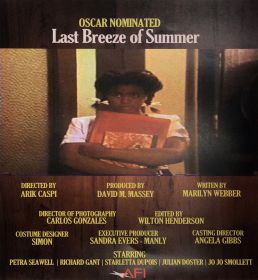 OSCAR NOMINATED
Last Breeze of Summer
DIRECTED BY
ARIK CASPI
PRODUCED BY
DAVID M. MASSEY
WRITEN BY
MARILYN WEBBER
DIRECTOR OF PHOTOGRAPHY
CARLOS GONZALES
EDITED BY
WILTON HENDERSON
COSTUME DESIGNER
SIMON
EXECUTIVE PRODUCER
SANDRA EVERS - MANLY
CASTING DIRECTOR
ANGELA GIBBS
STARRING
PETRA SEAWELL | RICHARD GANT | STARLETTA DUPOIS | JULIAN DOSTER | JO JO SMOLLETT
AFI